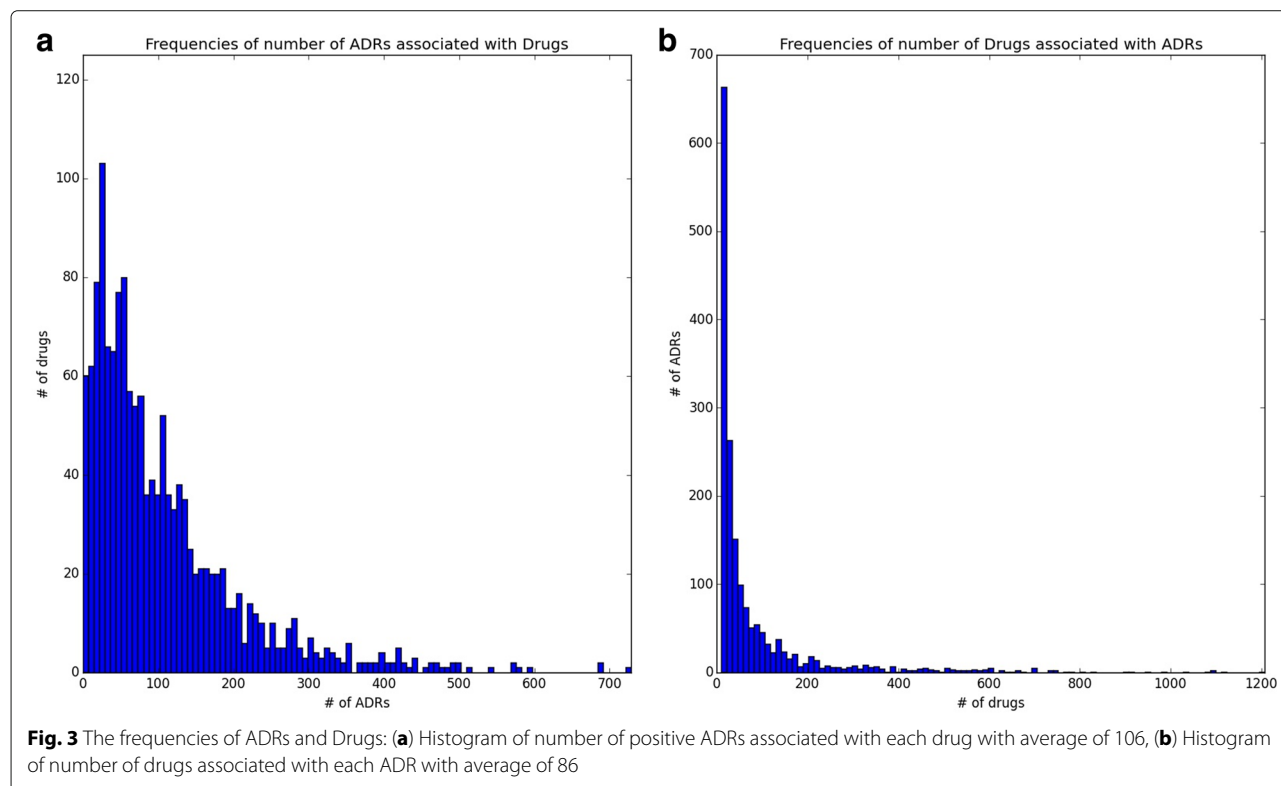 a
Frequencies of number of ADRs associated with Drugs
120
100
80
60
40
20
0
# of drugs
0 100 200 300 400 500 600 700
# of ADRs
b
Frequencies of number of Drugs associated with ADRs
700
600
500
400
300
200
100
0
# of ADRs
0 200 400 600 800 1000 1200
# of drugs
Fig. 3 The frequencies of ADRs and Drugs: (a) Histogram of number of positive ADRs associated with each drug with average of 106, (b) Histogram
of number of drugs associated with each ADR with average of 86